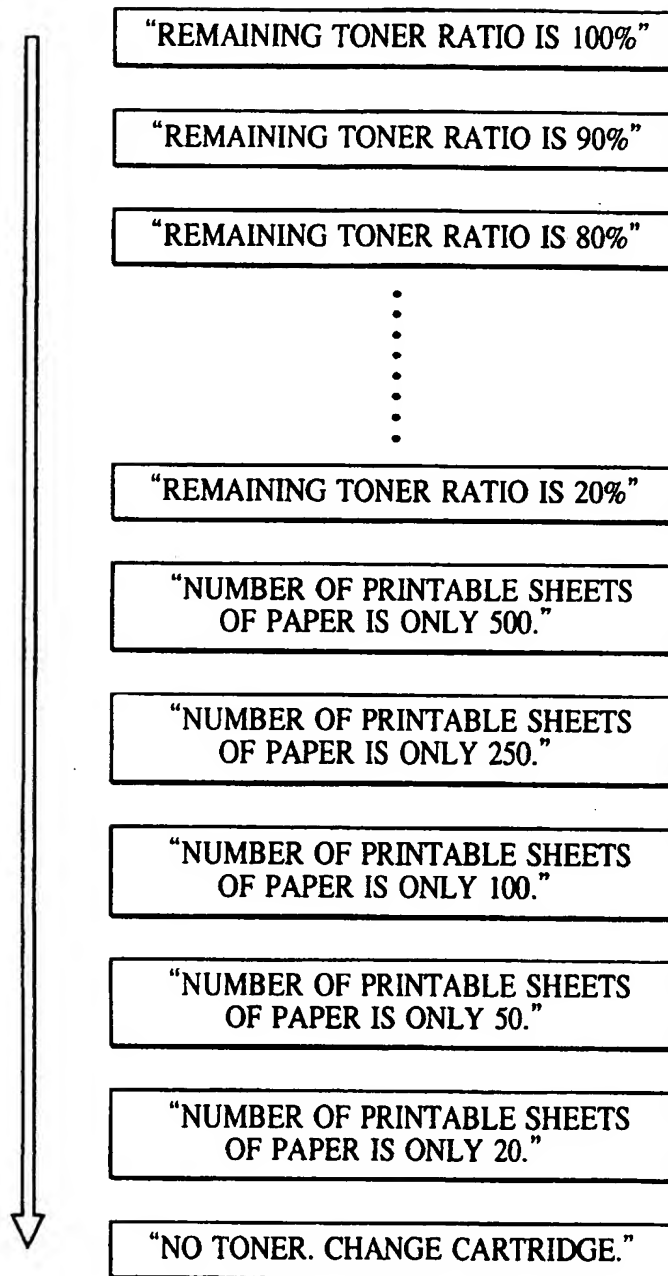 “REMAINING TONER RATIO IS 100%”
“REMAINING TONER RATIO IS 90%”
“REMAINING TONER RATIO IS 80%”
“REMAINING TONER RATIO IS 20%”
“NUMBER OF PRINTABLE SHEETS
OF PAPER IS ONLY 500.”
“NUMBER OF PRINTABLE SHEETS
OF PAPER IS ONLY 250.”
“NUMBER OF PRINTABLE SHEETS
OF PAPER IS ONLY 100.”
“NUMBER OF PRINTABLE SHEETS
OF PAPER IS ONLY 50.”
“NUMBER OF PRINTABLE SHEETS
OF PAPER IS ONLY 20.”
“NO TONER. CHANGE CARTRIDGE.”